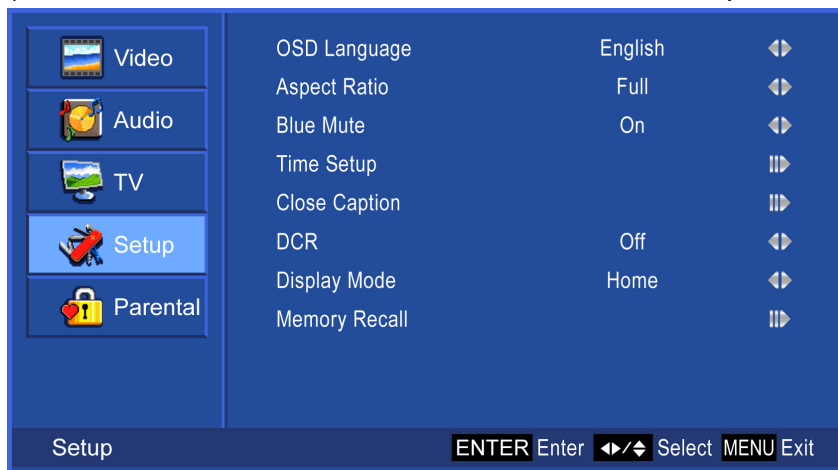 Video
Audio
TV
Setup
Parental
OSD Language English
Aspect Ratio Full
Blue Mute On
Time Setup
Close Caption
DCR Off
Display Mode Home
Memory Recall
Setup ENTER Enter Select MENU Exit